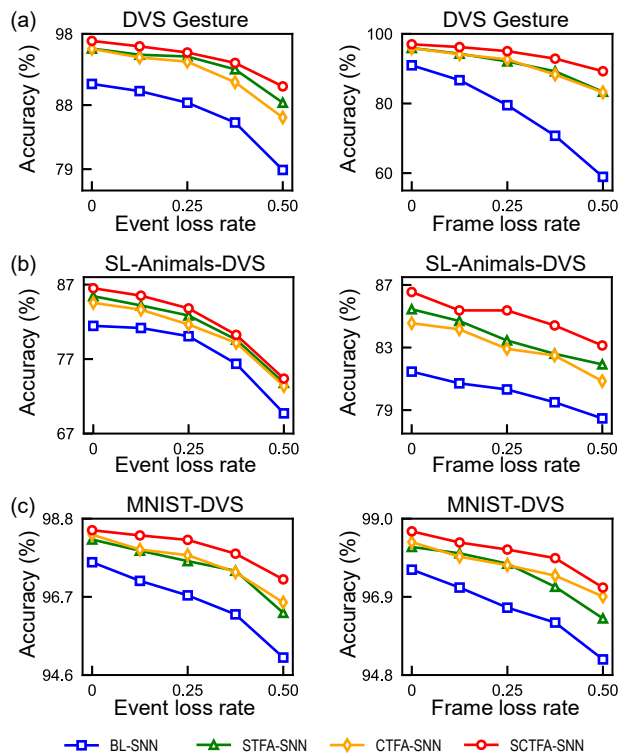 (a) DVS Gesture DVS Gesture
98
88
79
Accuracy (%)
0 0.25 0.50
Event loss rate
100
80
60
Accuracy (%)
0 0.25 0.50
Frame loss rate
(b) SL-Animals-DVS SL-Animals-DVS
87
77
67
Accuracy (%)
0 0.25 0.50
Event loss rate
87
83
79
Accuracy (%)
0 0.25 0.50
Frame loss rate
(c) MNIST-DVS MNIST-DVS
98.8
96.7
94.6
Accuracy (%)
0 0.25 0.50
Event loss rate
99.0
96.9
94.8
Accuracy (%)
0 0.25 0.50
Frame loss rate
BL-SNN STFA-SNN CTFA-SNN SCTFA-SNN